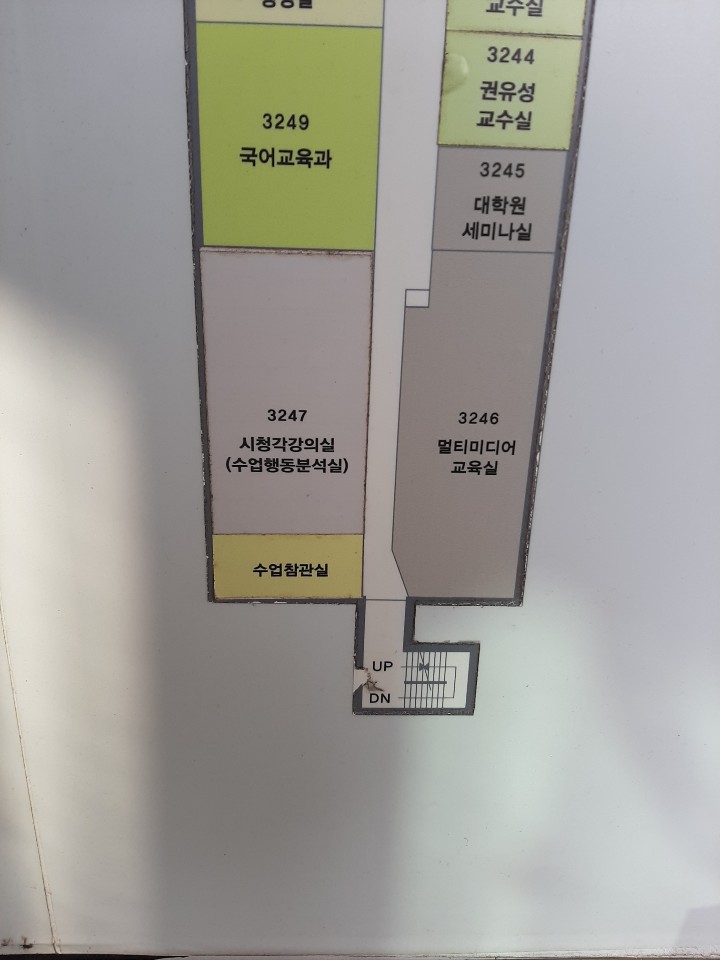 교수실
3244
권유성
교수실
3249
국어교육과
3245
대학원
세미나실
3247
시청각강의실
(수업행동분석실)
3246
멀티미디어
교육실
수업참관실
UP
DN